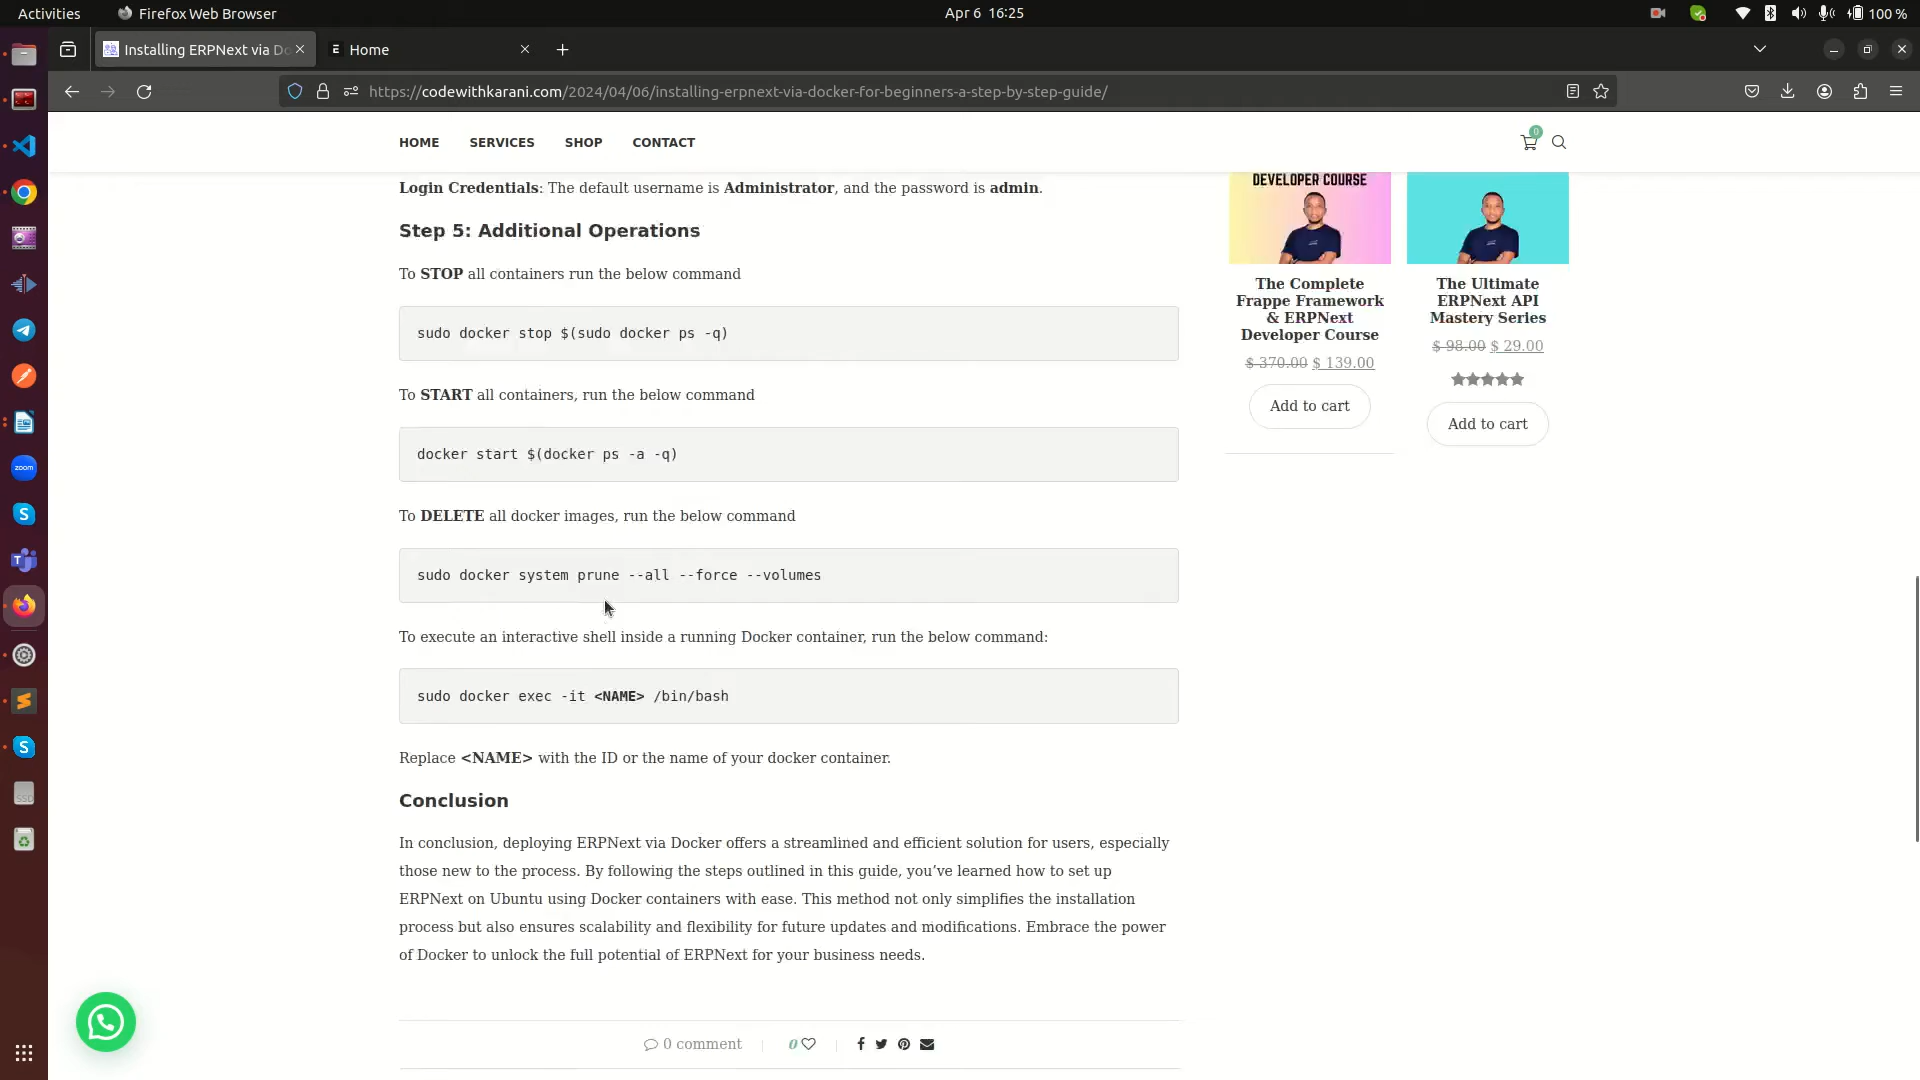 Activities
Firefox Web Browser
Apr 6 16:25
100 %
Installing ERPNext via Do
Home
https://codewithkarani.com/2024/04/06/installing-erpnext-via-docker-for-beginners-a-step-by-step-guide/
HOME SERVICES SHOP CONTACT
0
Login Credentials: The default username is Administrator, and the password is admin.
Step 5: Additional Operations
To STOP all containers run the below command
sudo docker stop $(sudo docker ps -q)
To START all containers, run the below command
docker start $(docker ps -a -q)
To DELETE all docker images, run the below command
sudo docker system prune --all --force --volumes
To execute an interactive shell inside a running Docker container, run the below command:
sudo docker exec -it <NAME> /bin/bash
Replace <NAME> with the ID or the name of your docker container.
Conclusion
In conclusion, deploying ERPNext via Docker offers a streamlined and efficient solution for users, especially
those new to the process. By following the steps outlined in this guide, you’ve learned how to set up
ERPNext on Ubuntu using Docker containers with ease. This method not only simplifies the installation
process but also ensures scalability and flexibility for future updates and modifications. Embrace the power
of Docker to unlock the full potential of ERPNext for your business needs.
0 comment
0
DEVELOPER COURSE
The Complete
Frappe Framework
& ERPNext
Developer Course
$ 370.00 $ 139.00
Add to cart
The Ultimate
ERPNext API
Mastery Series
$ 98.00 $ 29.00
Add to cart
zoom
SSD